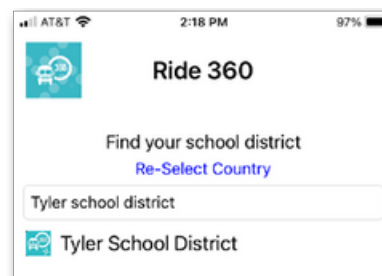 AT&T 2:18 PM 97%
360 Ride 360
Find your school district
Re-Select Country
Tyler school district
Tyler School District